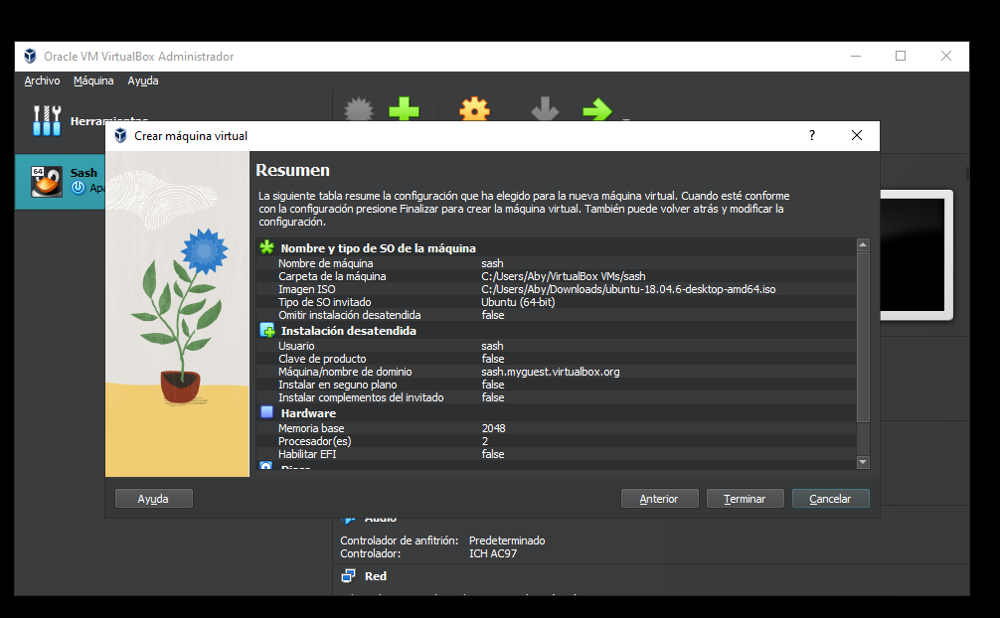 Oracle VM VirtualBox Administrador
Archivo Máquina Ayuda
Herramientas
Crear máquina virtual ?
64
Sash
Resumen
La siguiente tabla resume la configuración que ha elegido para la nueva máquina virtual. Cuando esté conforme
con la configuración presione Finalizar para crear la máquina virtual. También puede volver atrás y modificar la
configuración.
Nombre y tipo de SO de la máquina
Nombre de máquina sash
Carpeta de la máquina C:/Users/Aby/VirtualBox VMs/sash
Imagen ISO C:/Users/Aby/Downloads/ubuntu-18.04.6-desktop-amd64.iso
Tipo de SO invitado Ubuntu (64-bit)
Omitir instalación desatendida false
Instalación desatendida
Usuario sash
Clave de producto false
Máquina/nombre de dominio sash.myguest.virtualbox.org
Instalar en seguno plano false
Instalar complementos del invitado false
Hardware
Memoria base 2048
Procesador(es) 2
Habilitar EFI false
Ayuda Anterior Terminar Cancelar
Audio
Controlador de anfitrión: Predeterminado
Controlador: ICH AC97
Red